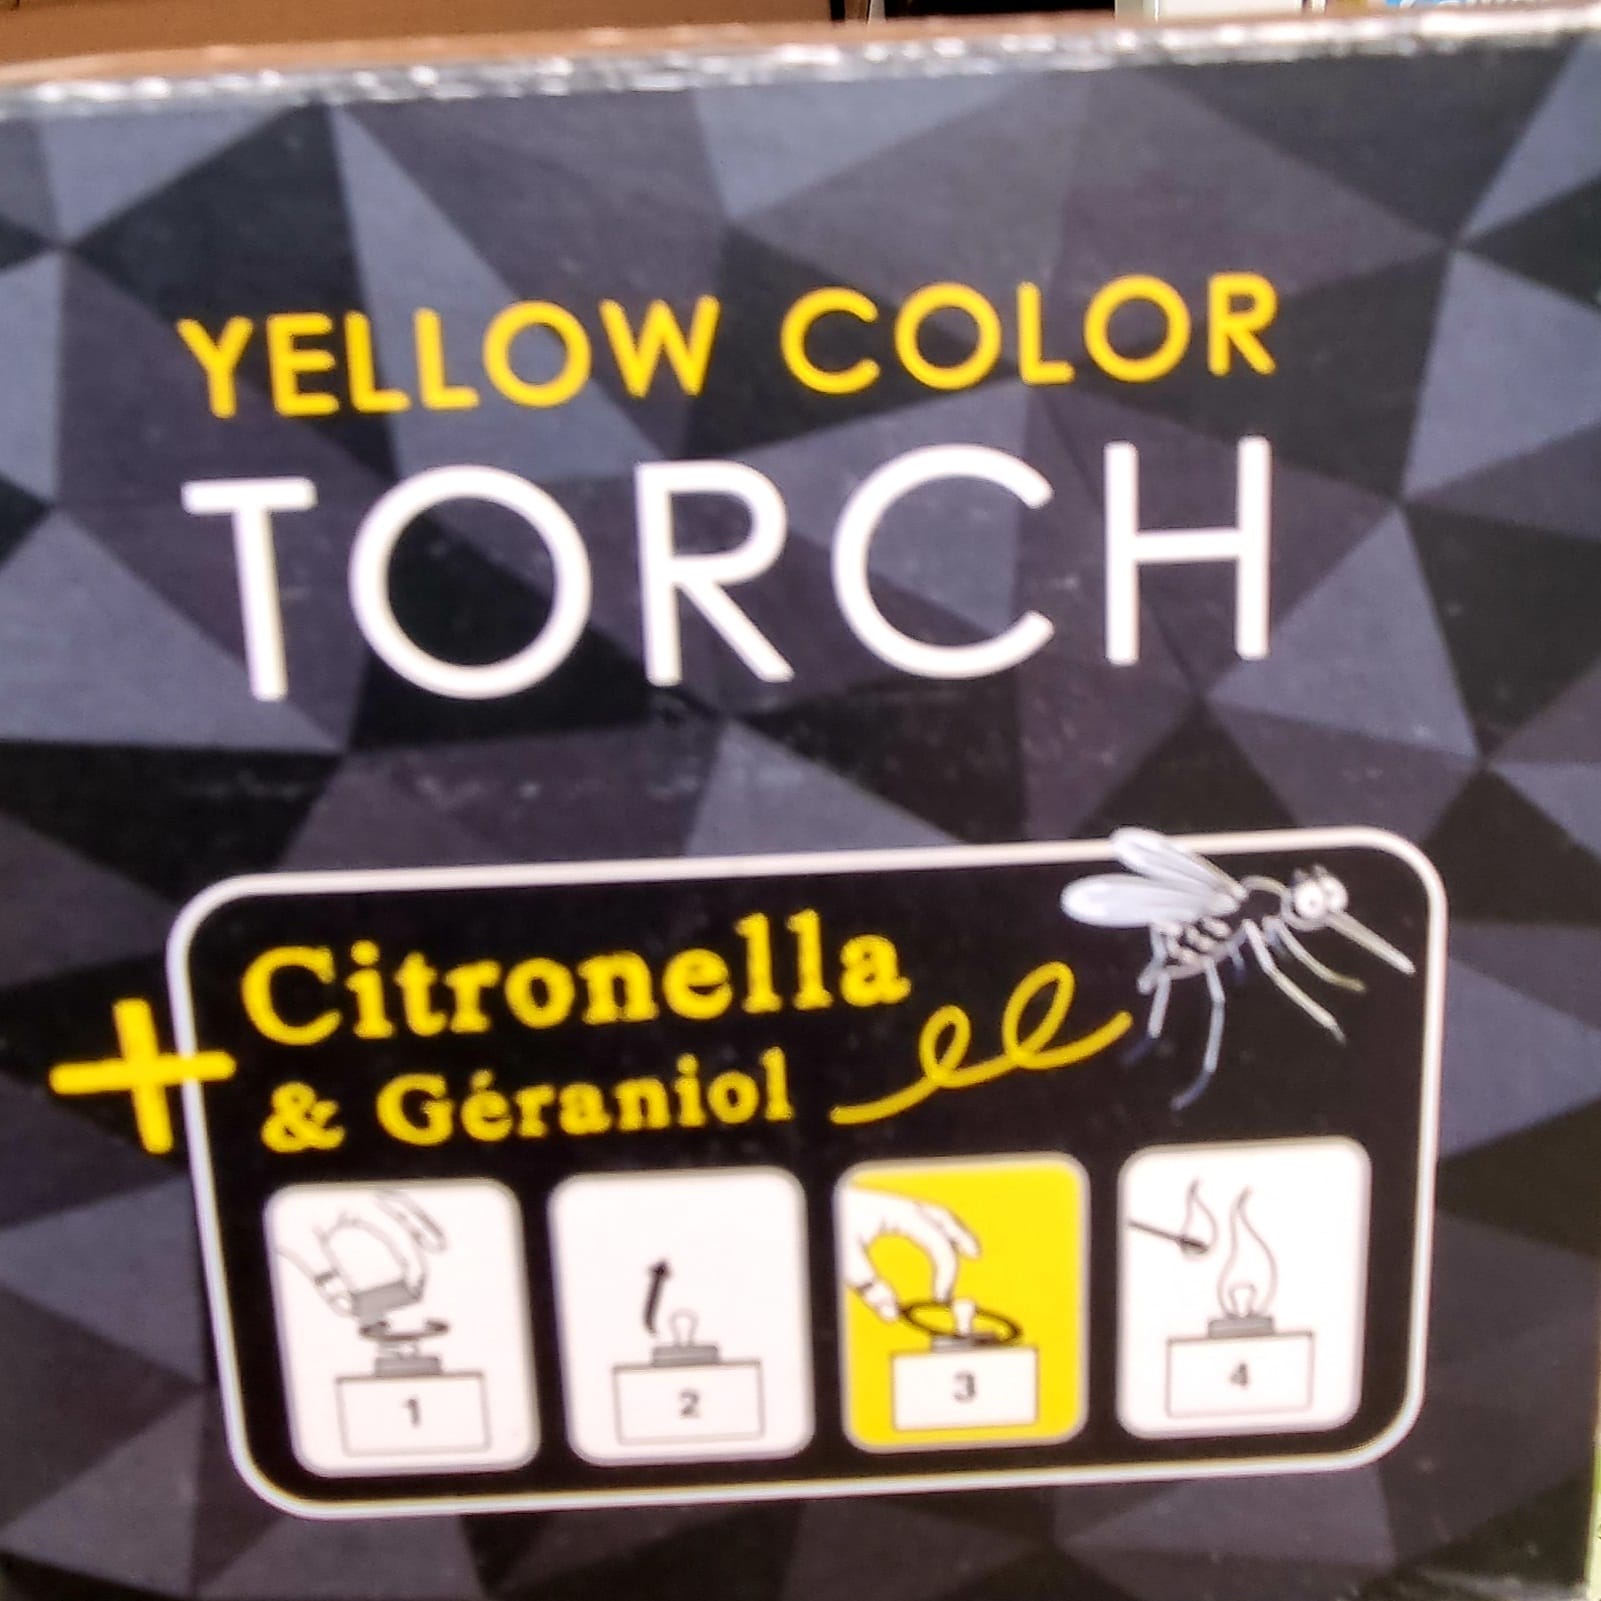 YELLOW COLOR
TORCH
+ Citronella
& Géraniol
1 2 3 4